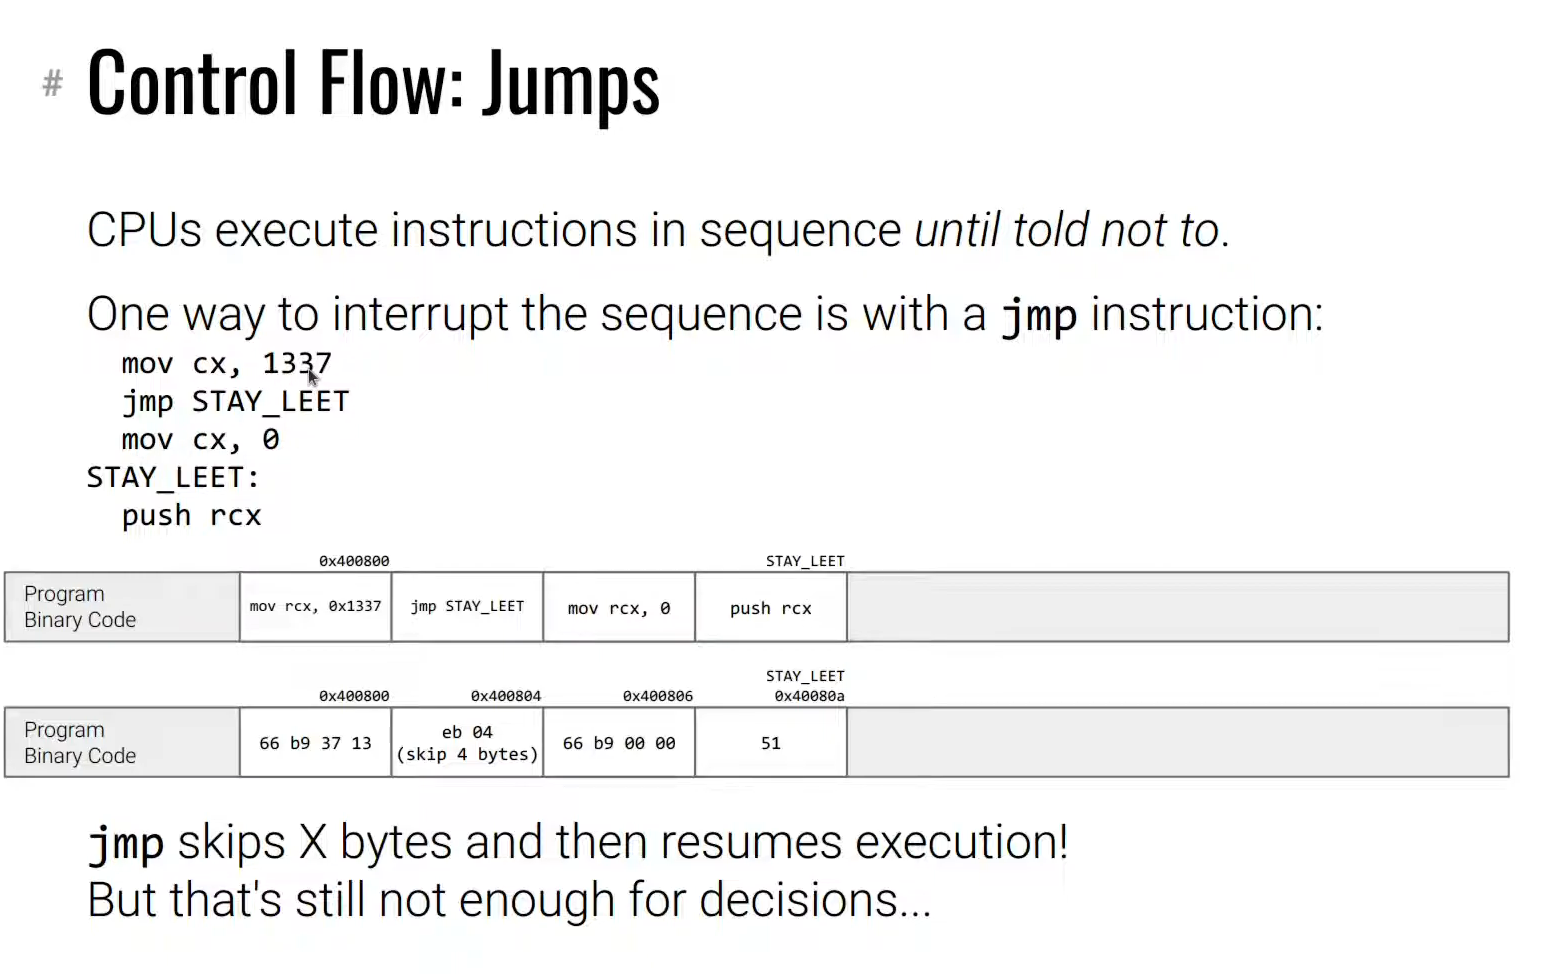 # Control Flow: Jumps
CPUs execute instructions in sequence until told not to.
One way to interrupt the sequence is with a jmp instruction:
mov cx, 1337
jmp STAY_LEET
mov cx, 0
STAY_LEET:
push rcx
0x400800 STAY_LEET
Program
Binary Code
mov rcx, 0x1337
jmp STAY_LEET
mov rcx, 0
push rcx
STAY_LEET
0x400800 0x400804 0x400806 0x40080a
Program
Binary Code
66 b9 37 13
eb 04
(skip 4 bytes)
66 b9 00 00
51
jmp skips X bytes and then resumes execution!
But that's still not enough for decisions...